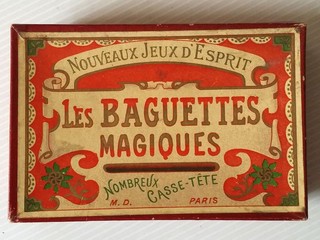 NOUVEAUX JEUX D'ESPRIT
LES BAGUETTES
MAGIQUES
NOMBREUX
CASSE-TÊTE
M. D. PARIS